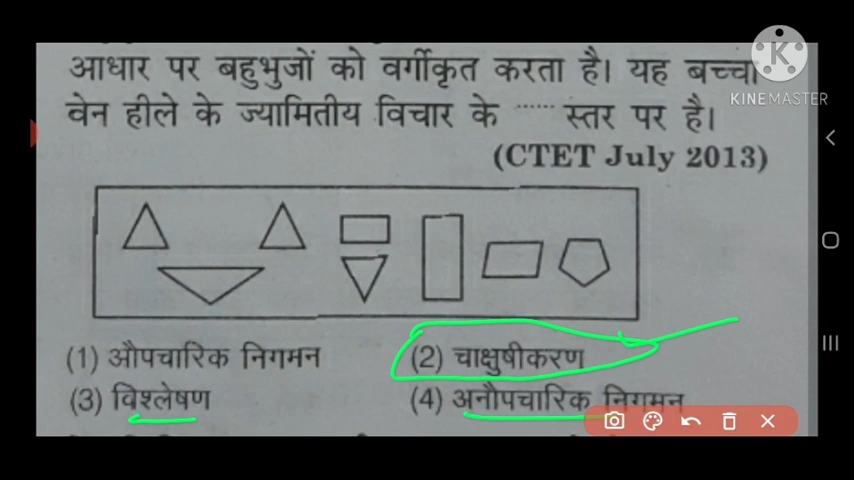 आधार पर बहुभुजों को वर्गीकृत करता है। यह बच्चा
वेन हीले के ज्यामितीय विचार के ...... स्तर पर है।
(CTET July 2013)
(1) औपचारिक निगमन
(2) चाक्षुषीकरण
(3) विश्लेषण
(4) अनौपचारिक निगमन
K
KINEMASTER